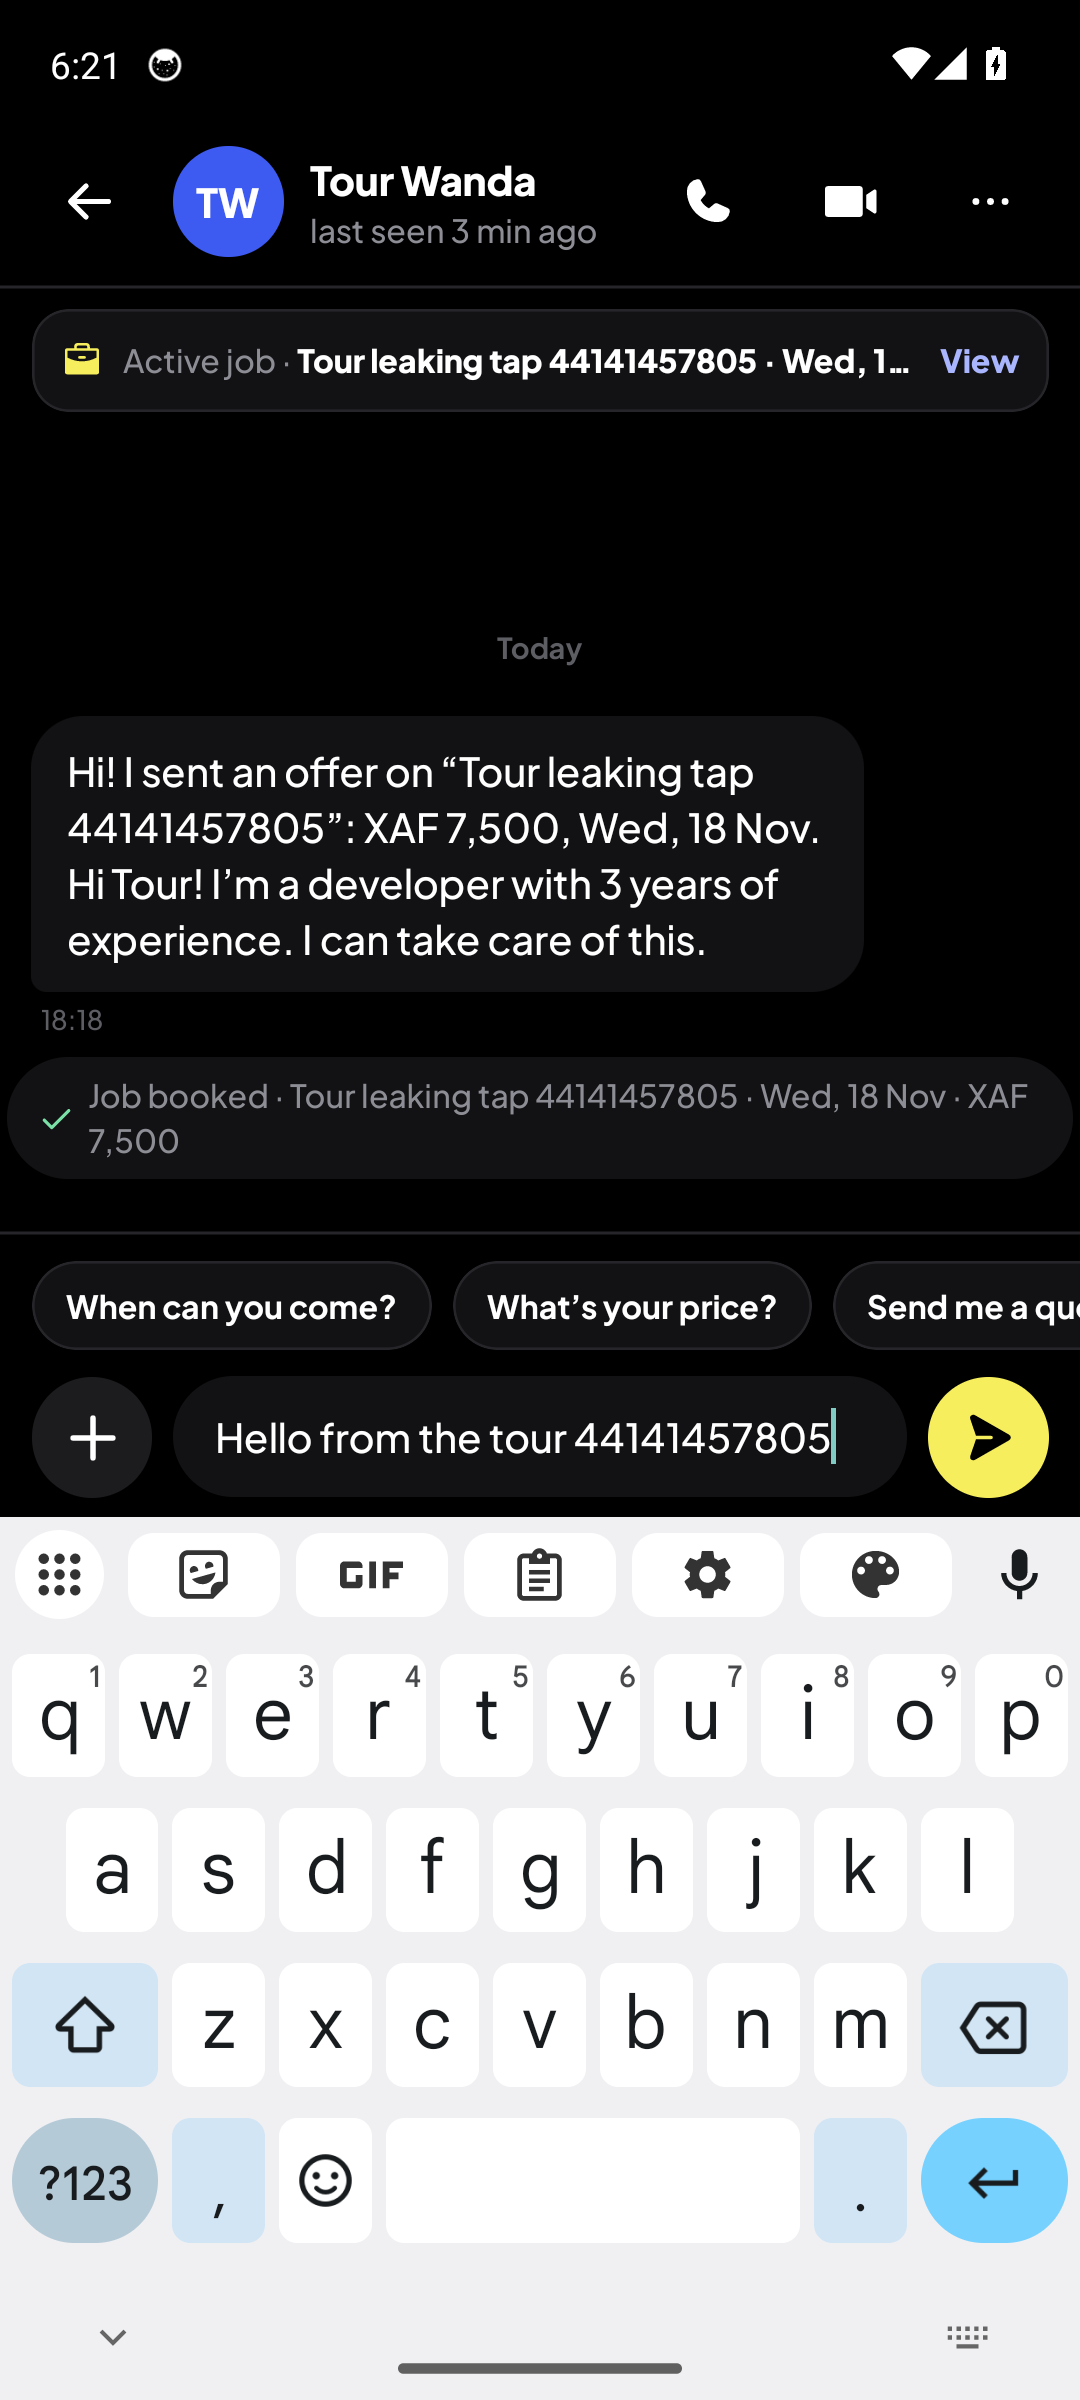 6:21
TW
Tour Wanda
last seen 3 min ago
Active job · Tour leaking tap 44141457805 · Wed, 1...
View
Today
Hi! I sent an offer on “Tour leaking tap
44141457805”: XAF 7,500, Wed, 18 Nov.
Hi Tour! I’m a developer with 3 years of
experience. I can take care of this.
18:18
Job booked · Tour leaking tap 44141457805 · Wed, 18 Nov · XAF
7,500
When can you come?
What’s your price?
Send me a que
Hello from the tour 44141457805
GIF
1 2 3 4 5 6 7 8 9 0
q w e r t y u i o p
a s d f g h j k l
z x c v b n m
?123 , .